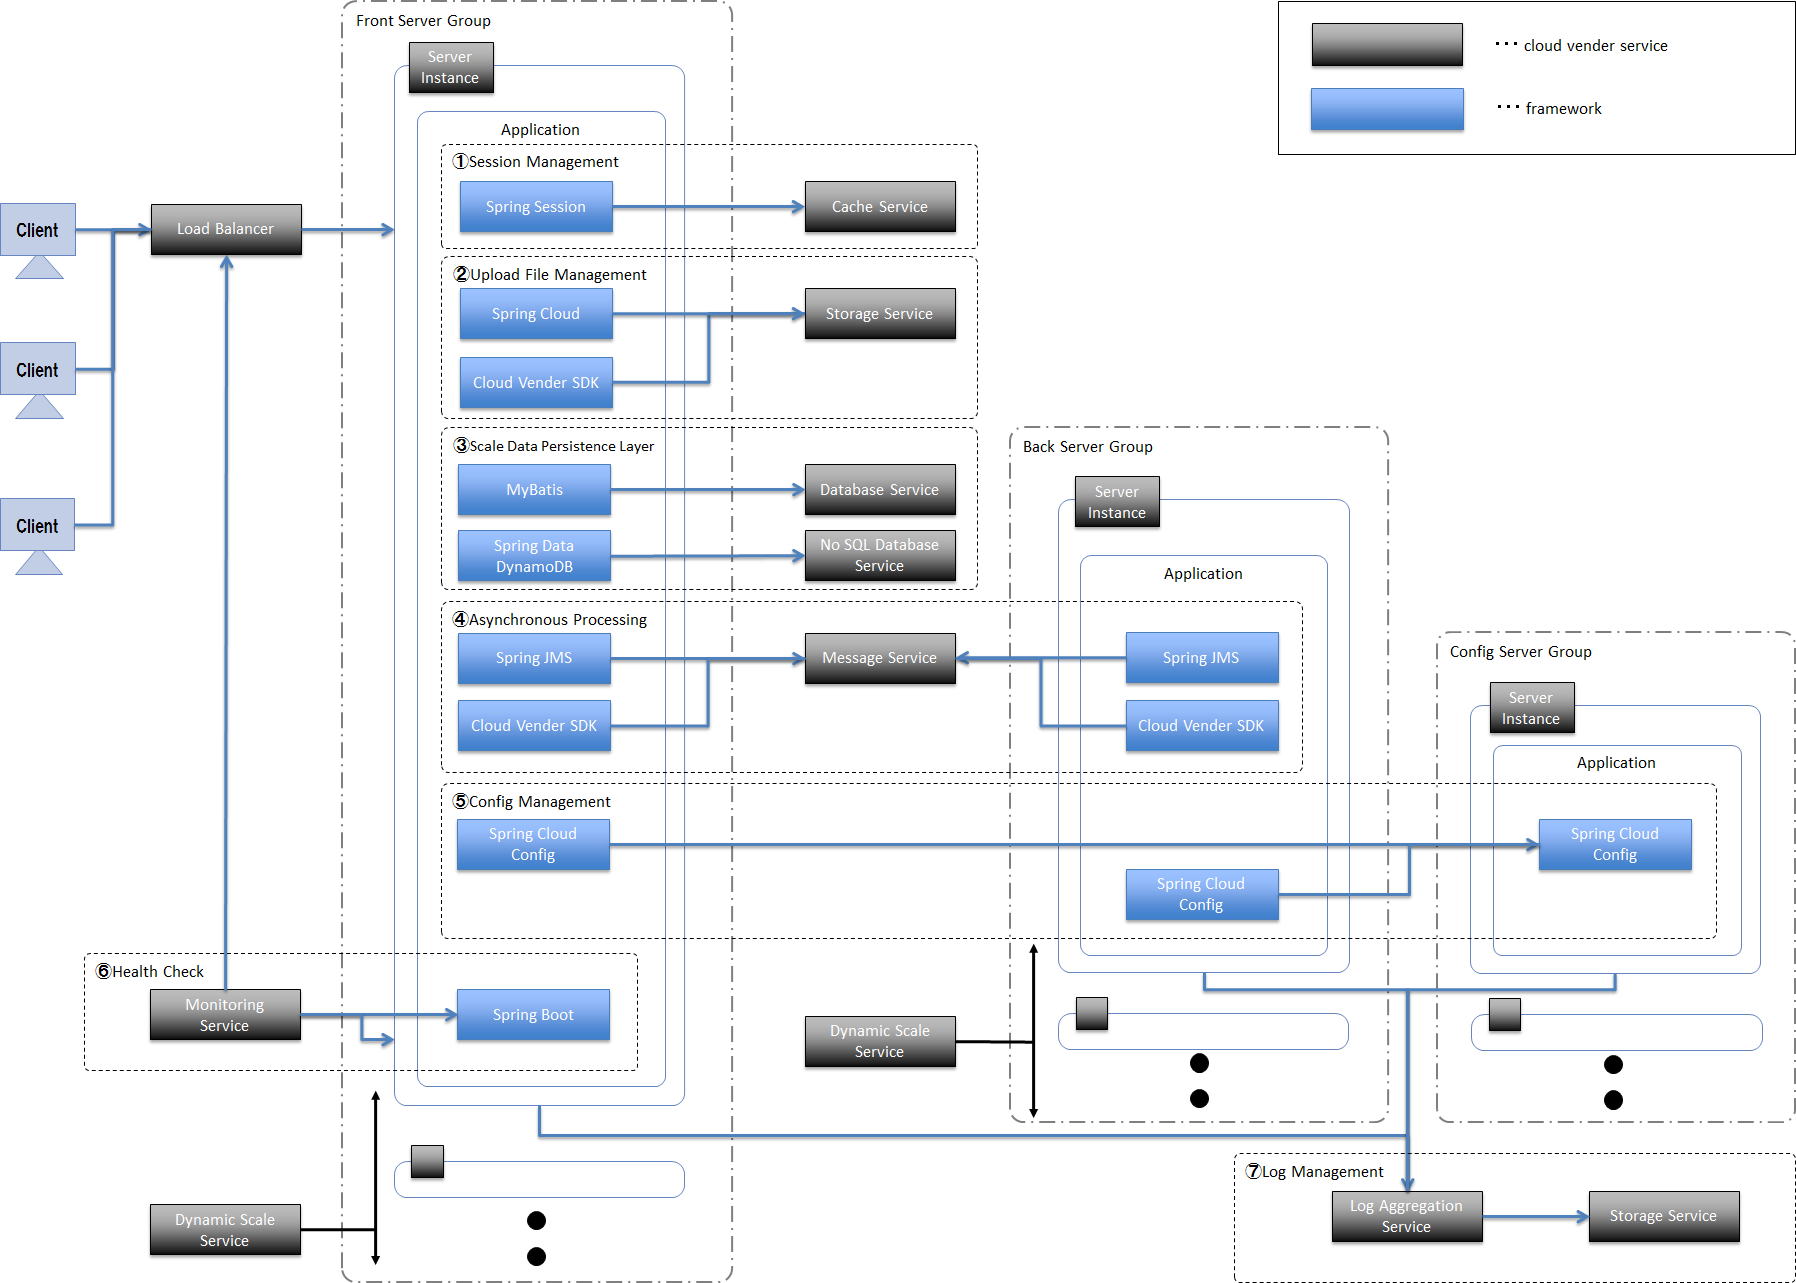 Front Server Group
Server
Instance
Application
①Session Management
Spring Session
Cache Service
②Upload File Management
Spring Cloud
Storage Service
Cloud Vender SDK
③Scale Data Persistence Layer
MyBatis
Database Service
Spring Data
DynamoDB
No SQL Database
Service
④Asynchronous Processing
Spring JMS
Message Service
Spring JMS
Cloud Vender SDK
Cloud Vender SDK
⑤Config Management
Spring Cloud
Config
Spring Cloud
Config
Spring Cloud
Config
⑥Health Check
Monitoring
Service
Spring Boot
Client
Client
Client
Load Balancer
Back Server Group
Server
Instance
Application
Config Server Group
Server
Instance
Application
Dynamic Scale
Service
Dynamic Scale
Service
⑦Log Management
Log Aggregation
Service
Storage Service
･･･ cloud vender service
･･･ framework